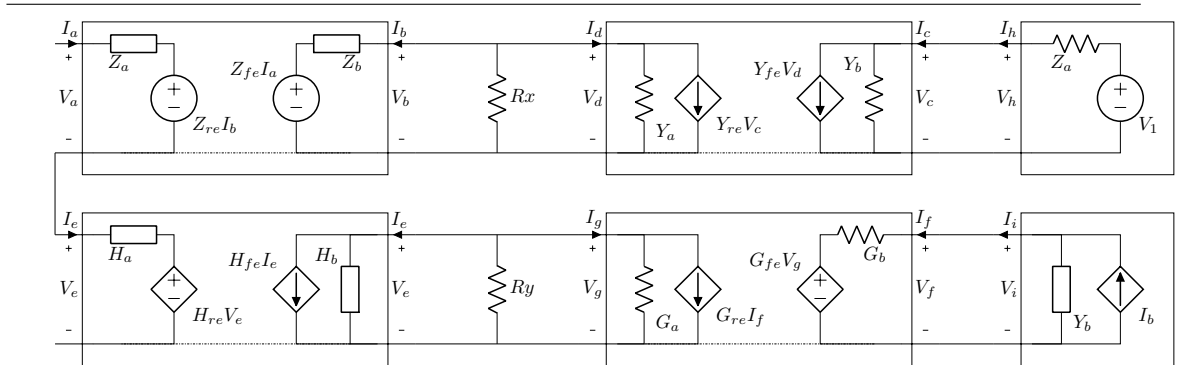 I_a I_b I_d I_c I_h
Z_a Z_b Z_a
+ + + + +
Z_{fe}I_a Y_{fe}V_d Y_b
V_a + − + − V_b Rx V_d V_c V_h + −
Z_{re}I_b Y_a Y_{re}V_c V_1
− − − − −
I_e I_e I_g I_f I_i
H_a H_b G_b
+ + + + +
H_{fe}I_e G_{fe}V_g
V_e + − V_e Ry V_g + − V_f V_i
H_{re}V_e G_a G_{re}I_f Y_b I_b
− − − − −